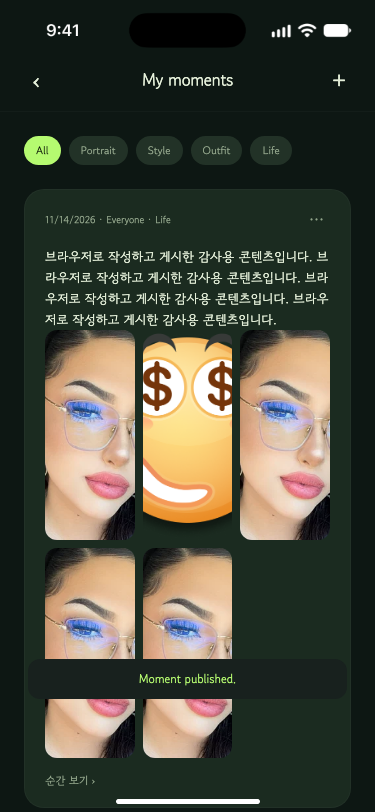 9:41
My moments
All
Portrait
Style
Outfit
Life
11/14/2026 · Everyone · Life
브라우저로 작성하고 게시한 감사용 콘텐츠입니다. 브
라우저로 작성하고 게시한 감사용 콘텐츠입니다. 브라
우저로 작성하고 게시한 감사용 콘텐츠입니다. 브라우
저로 작성하고 게시한 감사용 콘텐츠입니다.
$ $
Moment published.
순간 보기 ›